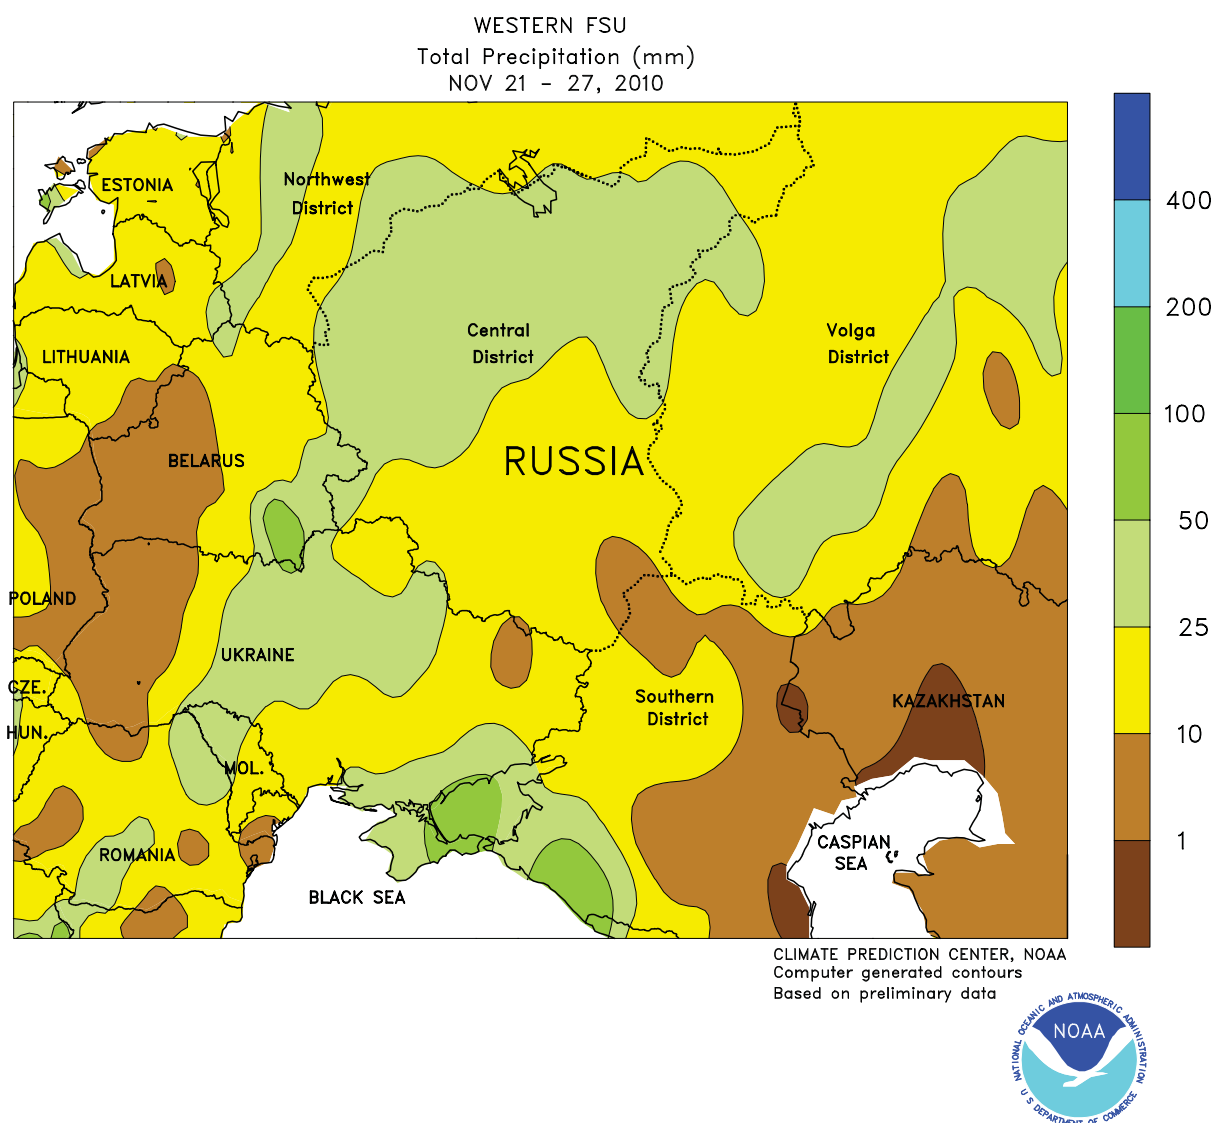 WESTERN FSU
Total Precipitation (mm)
NOV 21 - 27, 2010
ESTONIA
Northwest
District
LATVIA
LITHUANIA
Central
District
Volga
District
BELARUS
RUSSIA
POLAND
UKRAINE
CZE.
HUN.
MOL.
Southern
District
KAZAKHSTAN
ROMANIA
BLACK SEA
CASPIAN
SEA
400
200
100
50
25
10
1
CLIMATE PREDICTION CENTER, NOAA
Computer generated contours
Based on preliminary data
NATIONAL OCEANIC AND ATMOSPHERIC ADMINISTRATION
NOAA
U S DEPARTMENT OF COMMERCE